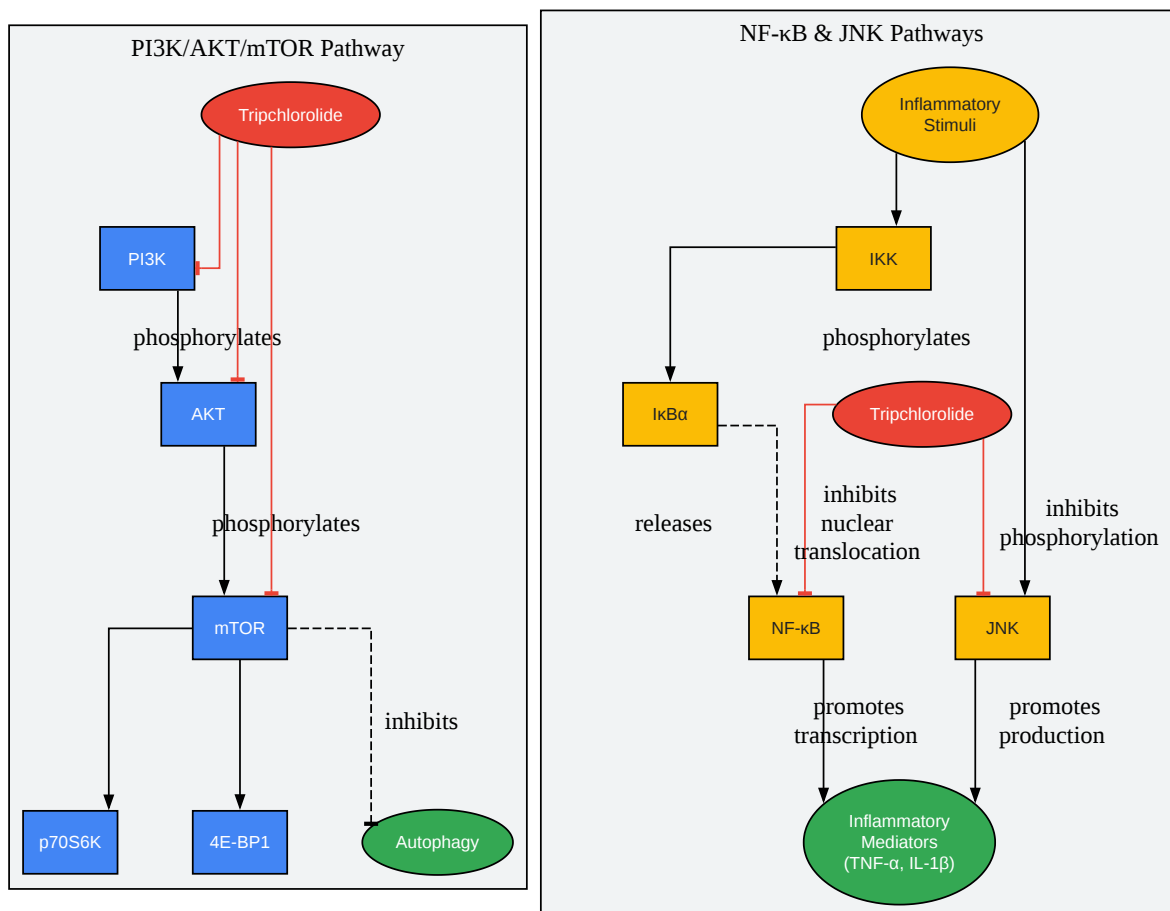 PI3K/AKT/mTOR Pathway
Tripchlorolide
PI3K
phosphorylates
AKT
phosphorylates
mTOR
inhibits
p70S6K
4E-BP1
Autophagy
NF-κB & JNK Pathways
Inflammatory
Stimuli
IKK
phosphorylates
IκBα
Tripchlorolide
releases
inhibits
nuclear
translocation
inhibits
phosphorylation
NF-κB
JNK
promotes
transcription
promotes
production
Inflammatory
Mediators
(TNF-α, IL-1β)